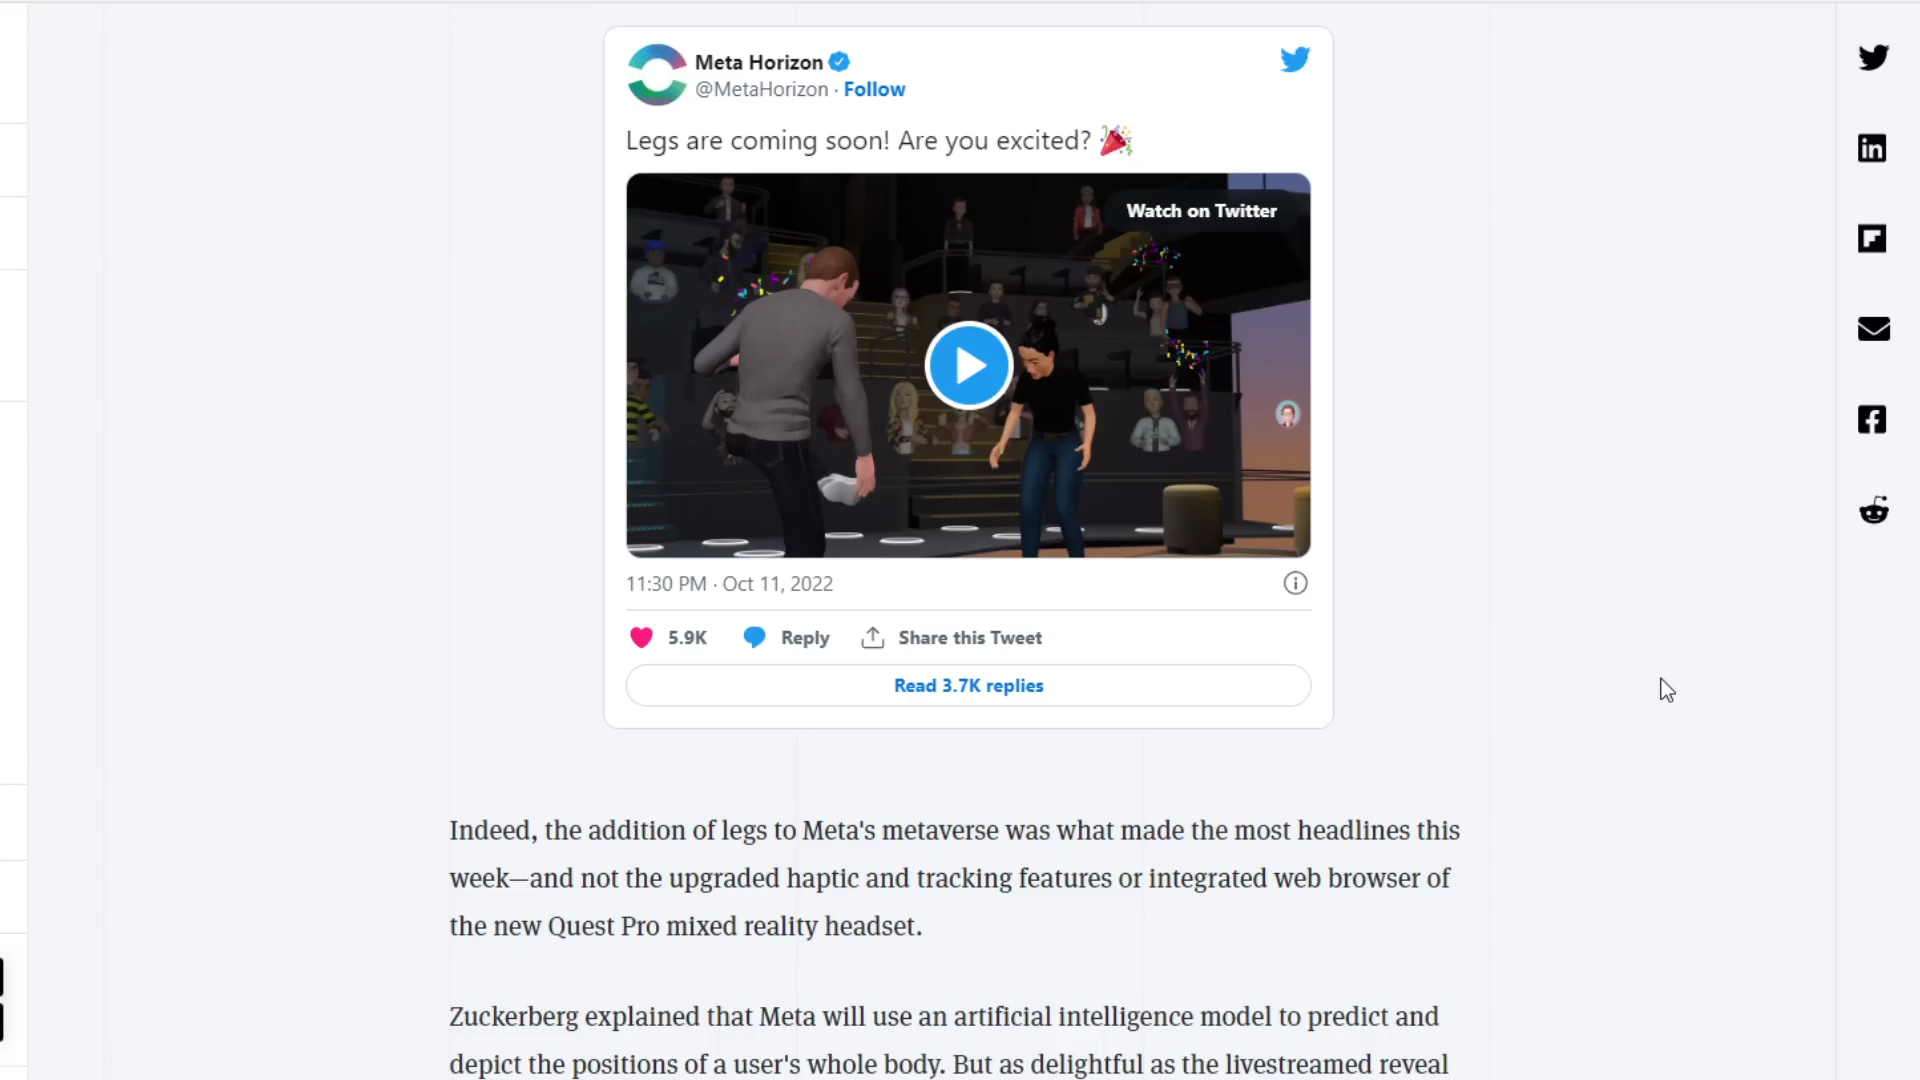 Meta Horizon
@MetaHorizon · Follow
Legs are coming soon! Are you excited? 🎉
Watch on Twitter
11:30 PM · Oct 11, 2022
5.9K Reply Share this Tweet
Read 3.7K replies
Indeed, the addition of legs to Meta's metaverse was what made the most headlines this
week—and not the upgraded haptic and tracking features or integrated web browser of
the new Quest Pro mixed reality headset.
Zuckerberg explained that Meta will use an artificial intelligence model to predict and
depict the positions of a user's whole body. But as delightful as the livestreamed reveal